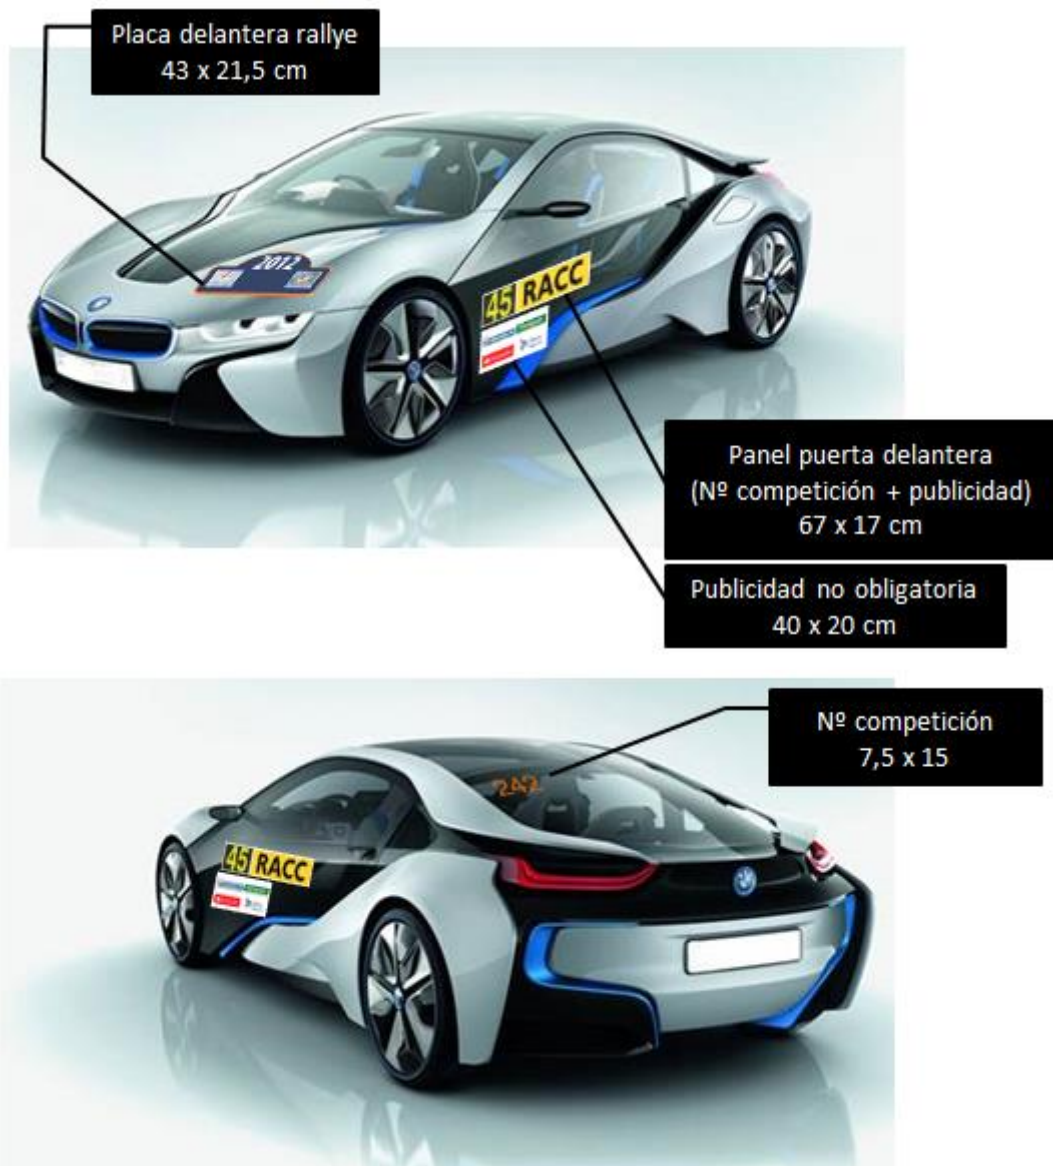 Placa delantera rallye
43 x 21,5 cm
2012
45 RACC
Panel puerta delantera
(Nº competición + publicidad)
67 x 17 cm
Publicidad no obligatoria
40 x 20 cm
Nº competición
7,5 x 15
242
45 RACC